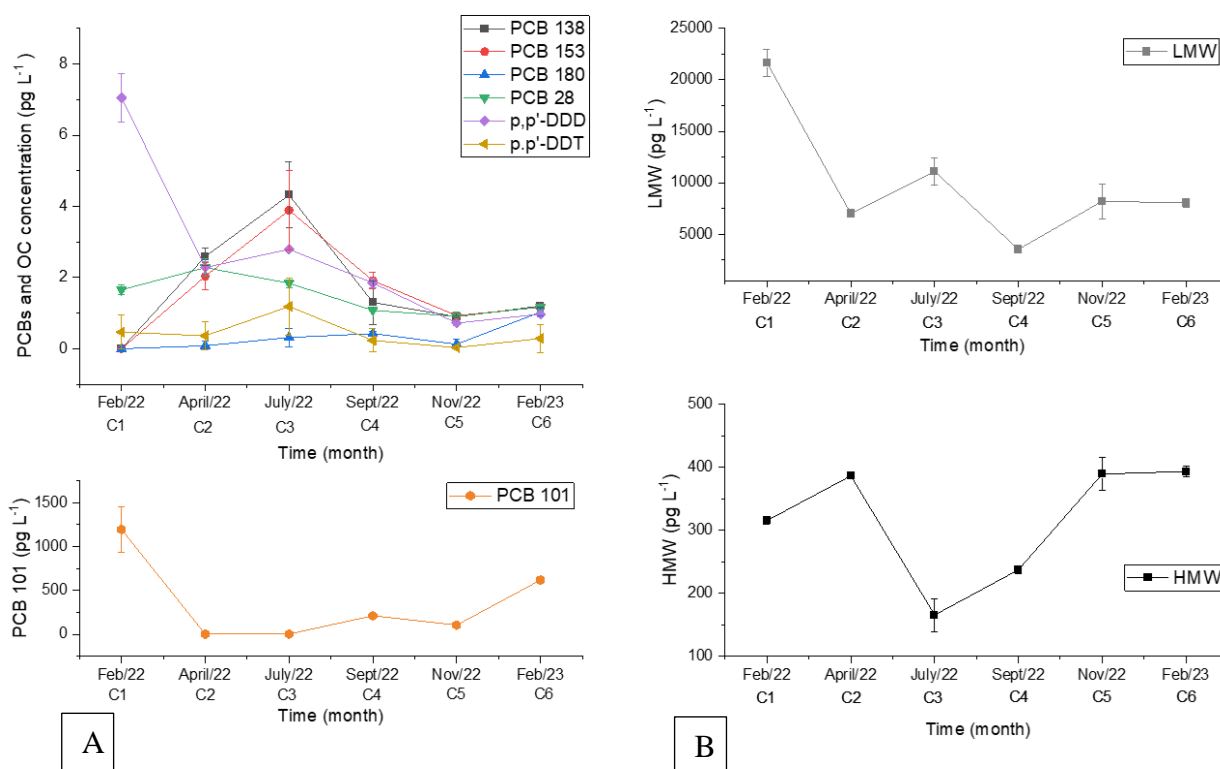 PCB 138
PCB 153
PCB 180
PCB 28
p,p'-DDD
p.p'-DDT
PCBs and OC concentration (pg L⁻¹)
8
6
4
2
0
Feb/22 April/22 July/22 Sept/22 Nov/22 Feb/23
C1 C2 C3 C4 C5 C6
Time (month)
PCB 101
PCB 101 (pg L⁻¹)
1500
1000
500
0
Feb/22 April/22 July/22 Sept/22 Nov/22 Feb/23
C1 C2 C3 C4 C5 C6
Time (month)
A
LMW
LMW (pg L⁻¹)
25000
20000
15000
10000
5000
Feb/22 April/22 July/22 Sept/22 Nov/22 Feb/23
C1 C2 C3 C4 C5 C6
Time (month)
HMW (pg L⁻¹)
500
400
300
200
100
HMW
Feb/22 April/22 July/22 Sept/22 Nov/22 Feb/23
C1 C2 C3 C4 C5 C6
Time (month)
B